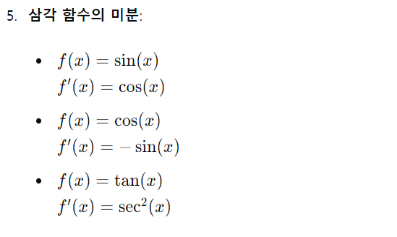 5. 삼각 함수의 미분:
• f(x) = sin(x)
f′(x) = cos(x)
• f(x) = cos(x)
f′(x) = − sin(x)
• f(x) = tan(x)
f′(x) = sec²(x)